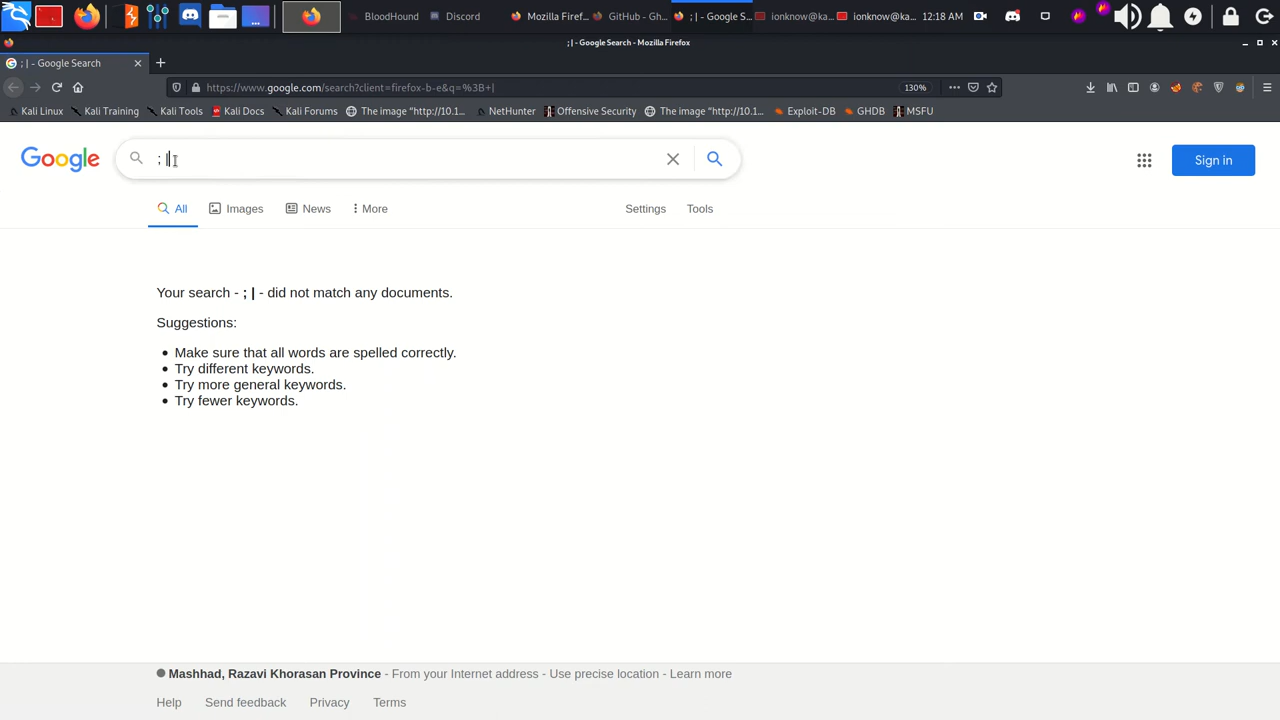 BloodHound
Discord
Mozilla Firef...
GitHub - Gh...
; | - Google S...
ionknow@ka...
ionknow@ka...
12:18 AM
; | - Google Search - Mozilla Firefox
; | - Google Search
https://www.google.com/search?client=firefox-b-e&q=%3B+|
130%
Kali Linux
Kali Training
Kali Tools
Kali Docs
Kali Forums
The image "http://10.1...
NetHunter
Offensive Security
The image "http://10.1...
Exploit-DB
GHDB
MSFU
Google
; |
Sign in
All
Images
News
More
Settings
Tools
Your search - ; | - did not match any documents.
Suggestions:
Make sure that all words are spelled correctly.
Try different keywords.
Try more general keywords.
Try fewer keywords.
Mashhad, Razavi Khorasan Province - From your Internet address - Use precise location - Learn more
Help
Send feedback
Privacy
Terms